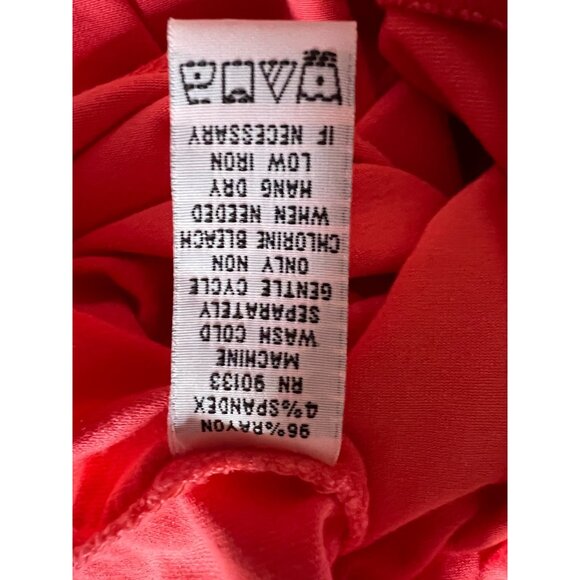 96%RAYON
4%SPANDEX
RN 90133
MACHINE
WASH COLD
SEPARATELY
GENTLE CYCLE
ONLY NON
CHLORINE BLEACH
WHEN NEEDED
HANG DRY
LOW IRON
IF NECESSARY